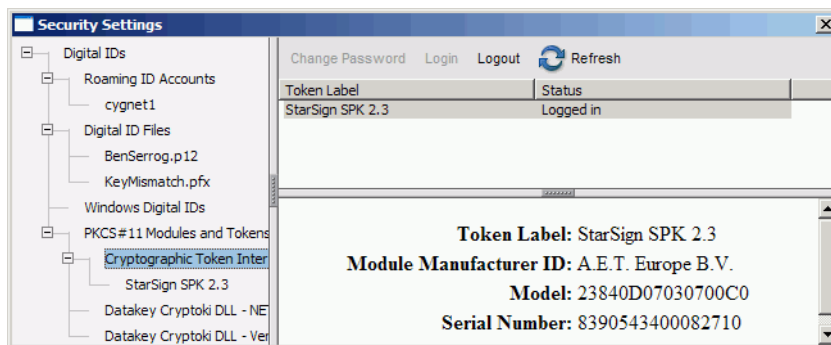 Security Settings
Digital IDs
Roaming ID Accounts
cygnet1
Digital ID Files
BenSerrog.p12
KeyMismatch.pfx
Windows Digital IDs
PKCS#11 Modules and Tokens
Cryptographic Token Inter
StarSign SPK 2.3
Datakey Cryptoki DLL - NE
Datakey Cryptoki DLL - Ver
Change Password Login Logout Refresh
Token Label Status
StarSign SPK 2.3 Logged in
Token Label: StarSign SPK 2.3
Module Manufacturer ID: A.E.T. Europe B.V.
Model: 23840D07030700C0
Serial Number: 8390543400082710